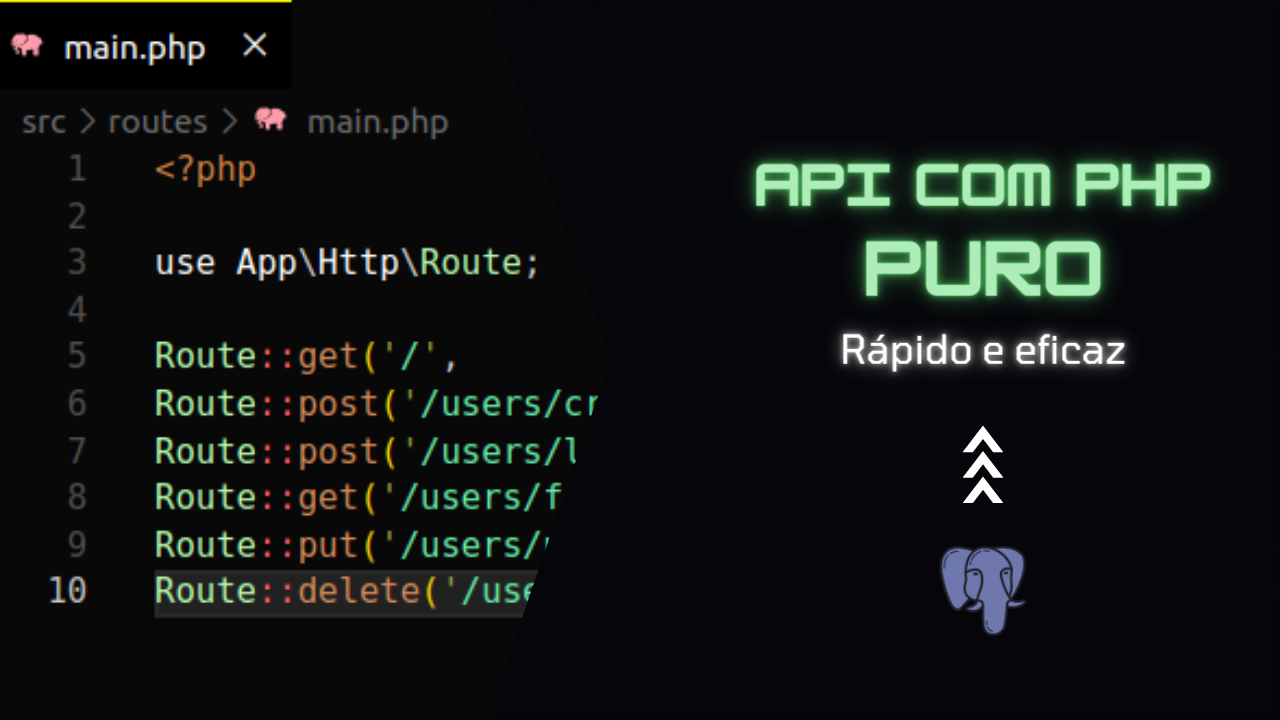 main.php
src > routes > main.php
1 <?php
2
3 use App\Http\Route;
4
5 Route::get('/',
6 Route::post('/users/cr
7 Route::post('/users/l
8 Route::get('/users/f
9 Route::put('/users/
10 Route::delete('/use
API COM PHP
PURO
Rápido e eficaz